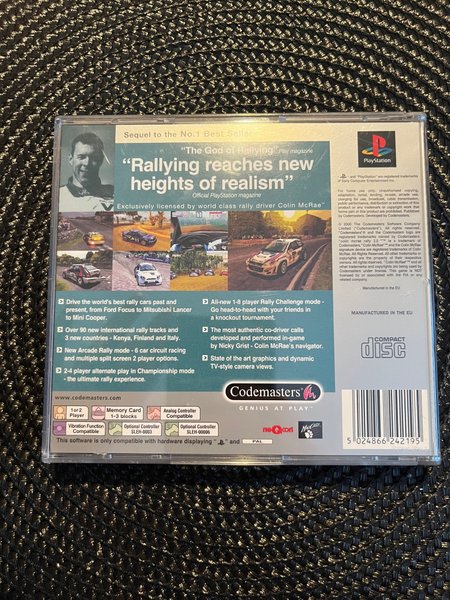 Sequel to the No.1 Best Seller
"The God of Rallying" Play magazine
"Rallying reaches new
heights of realism"
Official PlayStation magazine
Exclusively licensed by world class rally driver Colin McRae
Drive the world's best rally cars past and
present, from Ford Focus to Mitsubishi Lancer
to Mini Cooper.
Over 90 new international rally tracks and
3 new countries - Kenya, Finland and Italy.
New Arcade Rally mode - 6 car circuit racing
and multiple split screen 2 player options.
2-4 player alternate play in Championship mode
- the ultimate rally experience.
All-new 1-8 player Rally Challenge mode -
Go head-to-head with your friends in
a knockout tournament.
The most authentic co-driver calls
developed and performed in-game
by Nicky Grist - Colin McRae's navigator.
State of the art graphics and dynamic
TV-style camera views.
www.codemasters.com
Codemasters
GENIUS AT PLAY
1 or 2
Player
Memory Card
1-3 blocks
Analog Controller
Compatible
Vibration Function
Compatible
Optional Controller
SLEH-0003
Optional Controller
SLEH-00006
This software is only compatible with hardware displaying
and
PAL
PlayStation
Made in the EU
MANUFACTURED IN THE EU
COMPACT
disc
5 024866 242195